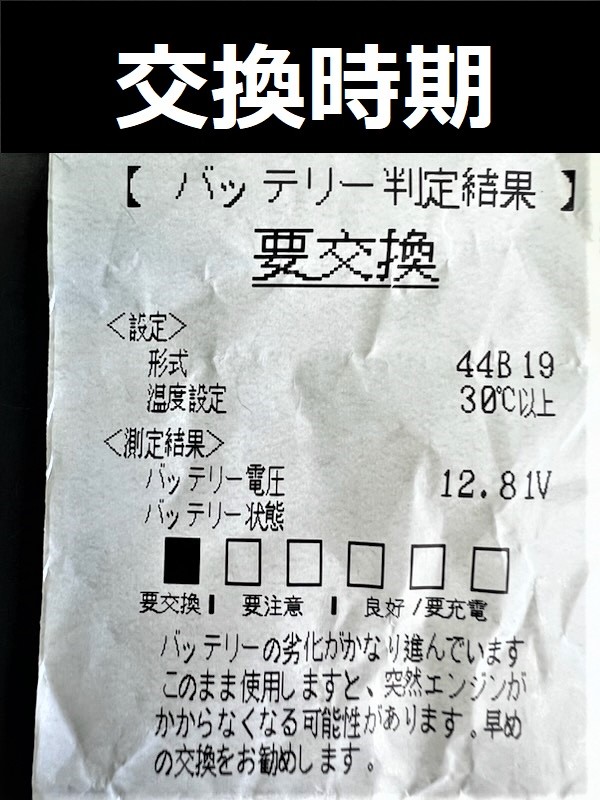 交換時期
【 バッテリー判定結果 】
要交換
<設定>
形式 44B19
温度設定 30℃以上
<測定結果>
バッテリー電圧 12.81V
バッテリー状態
要交換 | 要注意 | 良好/要充電
バッテリーの劣化がかなり進んでいます
このまま使用しますと、突然エンジンが
かからなくなる可能性があります。早め
の交換をお勧めします。